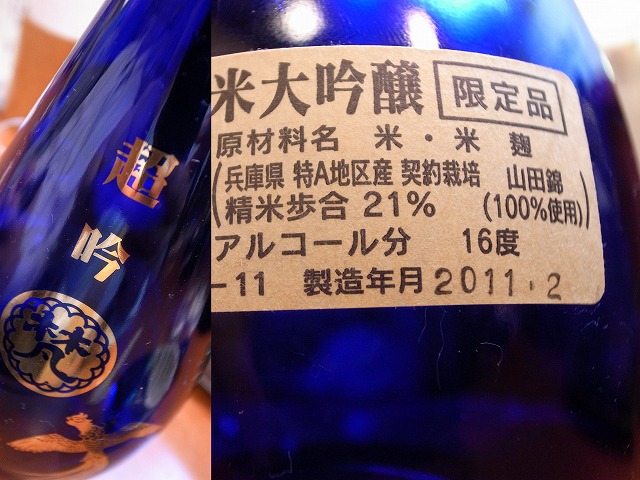 超吟
米大吟醸 限定品
原材料名 米・米麹
(兵庫県 特A地区産 契約栽培 山田錦
精米歩合 21% (100%使用))
アルコール分 16度
-11 製造年月 2011.2